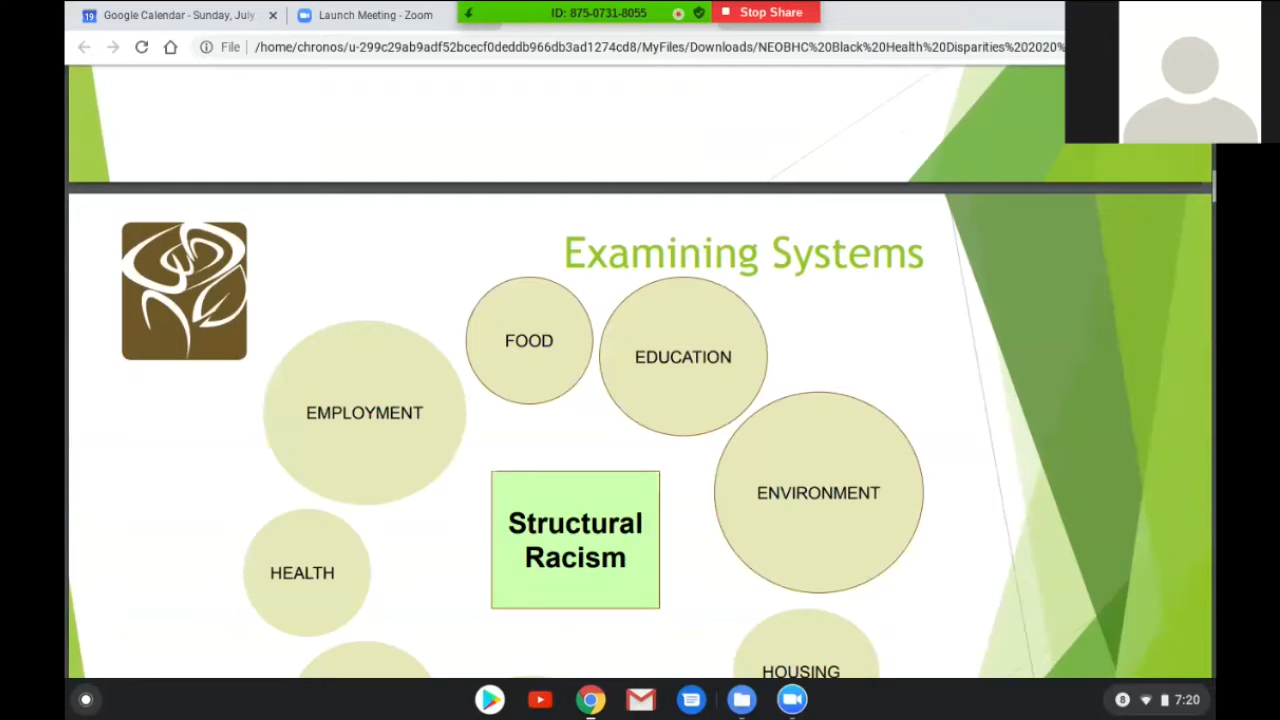 Google Calendar - Sunday, July
Launch Meeting - Zoom
ID: 875-0731-8055
Stop Share
File
/home/chronos/u-299c29ab9adf52bcecf0deddb966db3ad1274cd8/MyFiles/Downloads/NEOBHC%20Black%20Health%20Disparities%202020%
Examining Systems
FOOD
EDUCATION
EMPLOYMENT
ENVIRONMENT
Structural
Racism
HEALTH
HOUSING
8
7:20